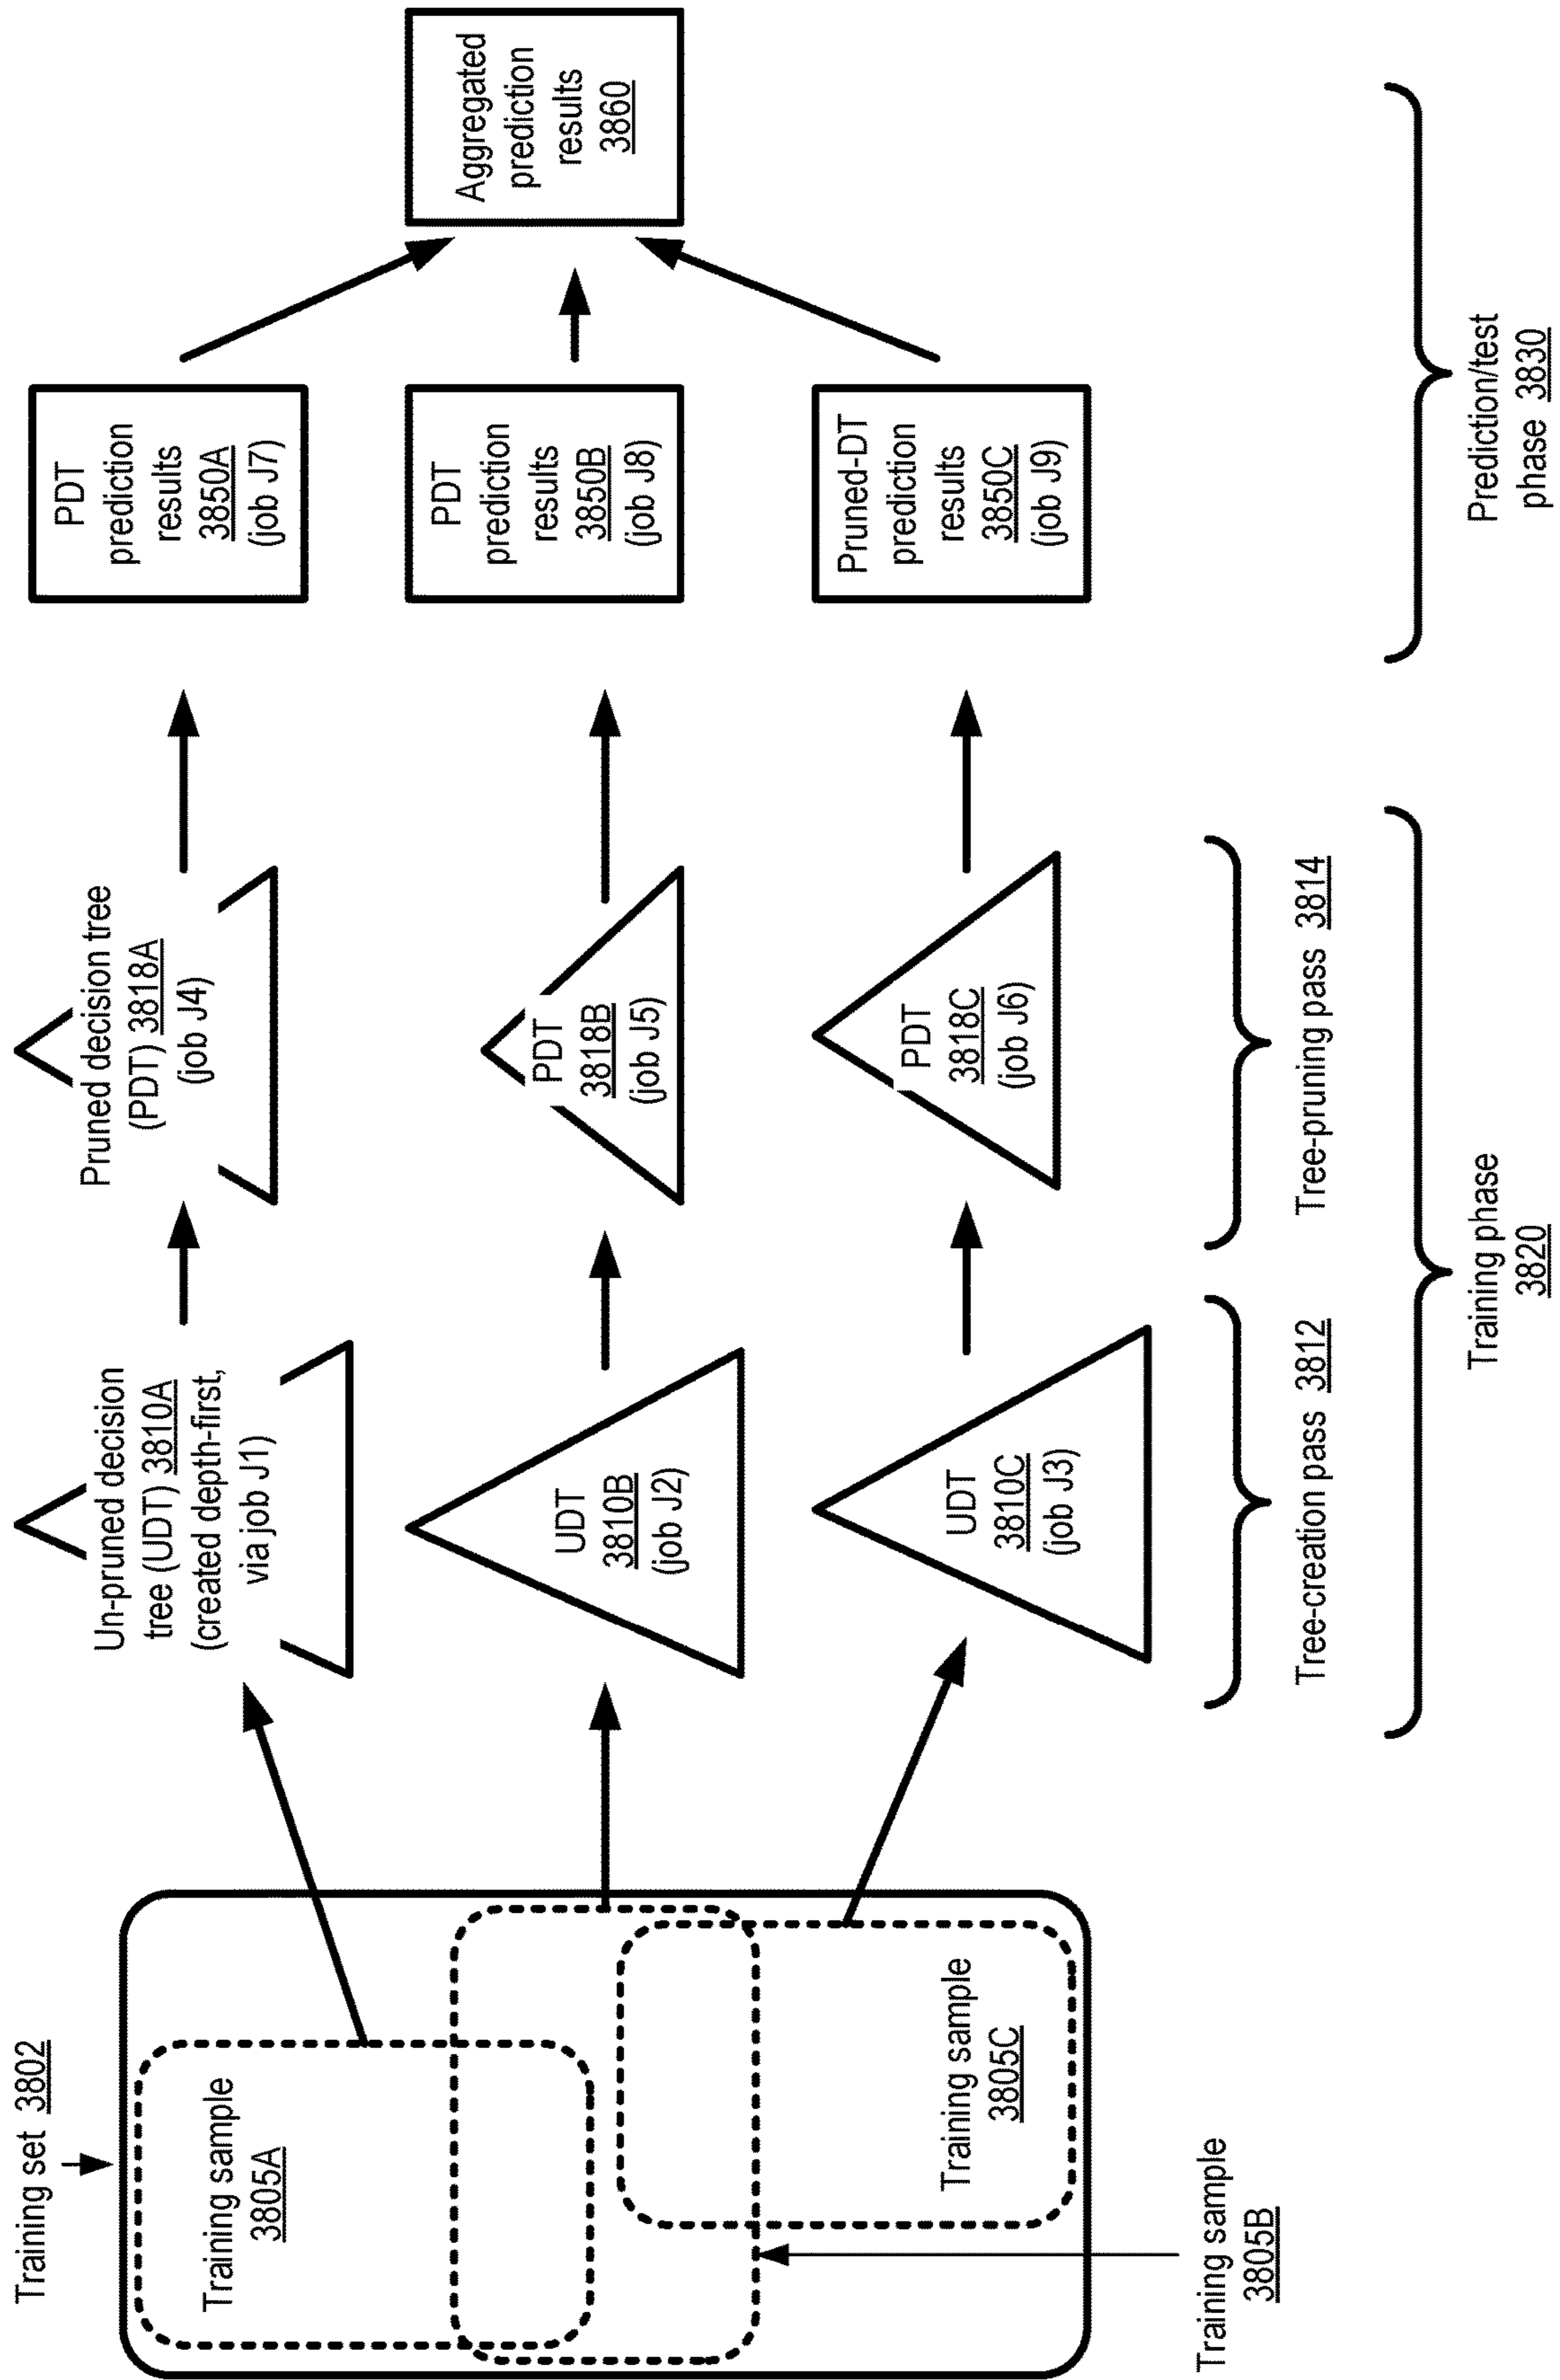 Training set 3802
Training sample
3805A
Training sample
3805C
Training sample
3805B
Un-pruned decision
tree (UDT) 3810A
(created depth-first,
via job J1)
UDT
3810B
(job J2)
UDT
3810C
(job J3)
Tree-creation pass 3812
Pruned decision tree
(PDT) 3818A
(job J4)
PDT
3818B
(job J5)
PDT
3818C
(job J6)
Tree-pruning pass 3814
Training phase
3820
PDT
prediction
results
3850A
(job J7)
PDT
prediction
results
3850B
(job J8)
Pruned-DT
prediction
results
3850C
(job J9)
Aggregated
prediction
results
3860
Prediction/test
phase 3830